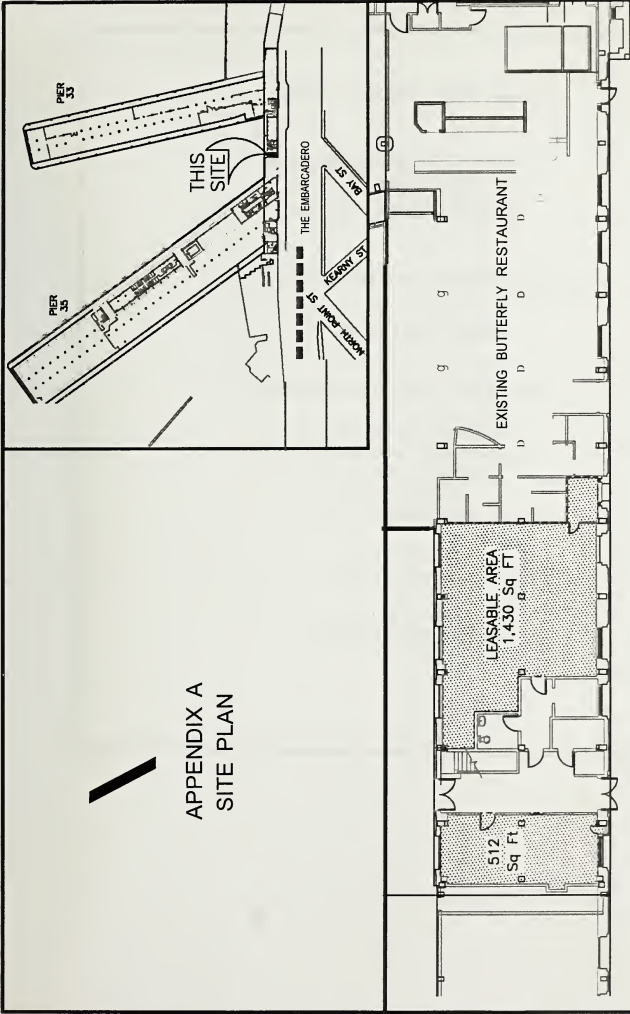 APPENDIX A
SITE PLAN
PIER
35
PIER
33
THIS
SITE
THE EMBARCADERO
NORTH POINT ST
KEARNY ST
BAY ST
512
Sq Ft
LEASABLE AREA
1,430 Sq FT
EXISTING BUTTERFLY RESTAURANT